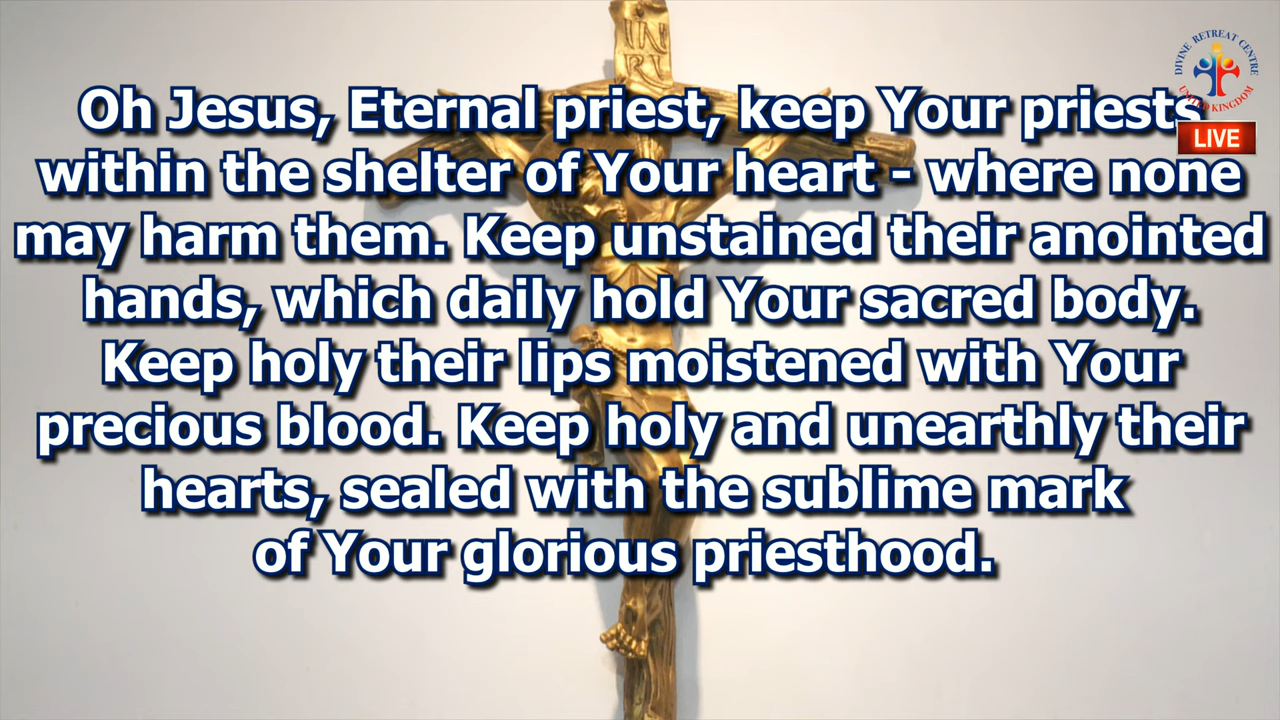 INRI
DIVINE RETREAT CENTRE
UNITED KINGDOM
LIVE
Oh Jesus, Eternal priest, keep Your priests
within the shelter of Your heart - where none
may harm them. Keep unstained their anointed
hands, which daily hold Your sacred body.
Keep holy their lips moistened with Your
precious blood. Keep holy and unearthly their
hearts, sealed with the sublime mark
of Your glorious priesthood.